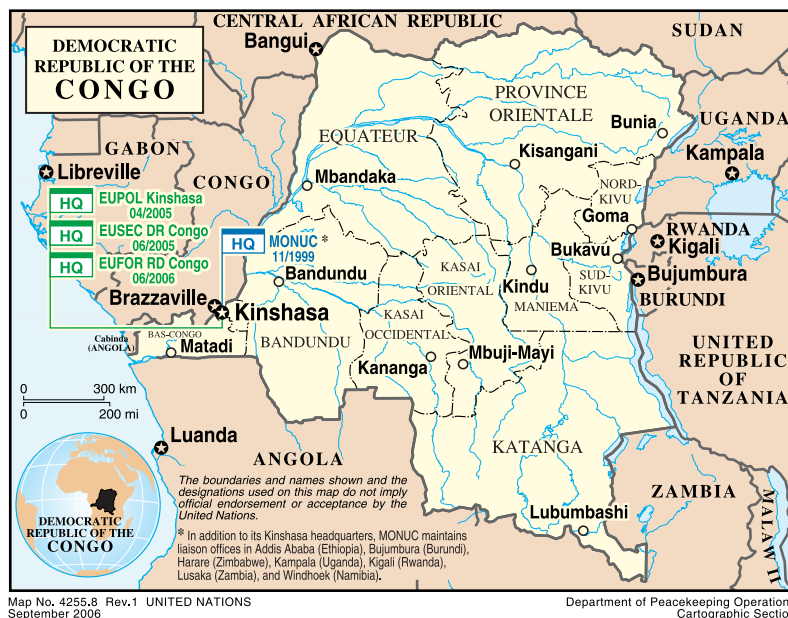 DEMOCRATIC
REPUBLIC OF THE
CONGO
CENTRAL AFRICAN REPUBLIC
Bangui
SUDAN
PROVINCE
ORIENTALE
EQUATEUR
Bunia
UGANDA
Kampala
GABON
Libreville
CONGO
Kisangani
Mbandaka
NORD-
KIVU
Goma
RWANDA
Kigali
Bukavu
Bujumbura
BURUNDI
HQ
EUPOL Kinshasa
04/2005
HQ
EUSEC DR Congo
06/2005
HQ
EUFOR RD Congo
06/2006
HQ
MONUC *
11/1999
Bandundu
KASAI
ORIENTAL
Kindu
SUD-
KIVU
MANIEMA
Brazzaville
Kinshasa
KASAI
OCCIDENTAL
Cabinda
(ANGOLA)
BAS-CONGO
Matadi
BANDUNDU
Kananga
Mbuji-Mayi
UNITED
REPUBLIC
OF
TANZANIA
0 300 km
0 200 mi
Luanda
ANGOLA
KATANGA
ZAMBIA
MALAWI
Lubumbashi
DEMOCRATIC
REPUBLIC OF THE
CONGO
The boundaries and names shown and the
designations used on this map do not imply
official endorsement or acceptance by the
United Nations.
* In addition to its Kinshasa headquarters, MONUC maintains
liaison offices in Addis Ababa (Ethiopia), Bujumbura (Burundi),
Harare (Zimbabwe), Kampala (Uganda), Kigali (Rwanda),
Lusaka (Zambia), and Windhoek (Namibia).
Map No. 4255.8 Rev.1 UNITED NATIONS
September 2006
Department of Peacekeeping Operation
Cartographic Sectio